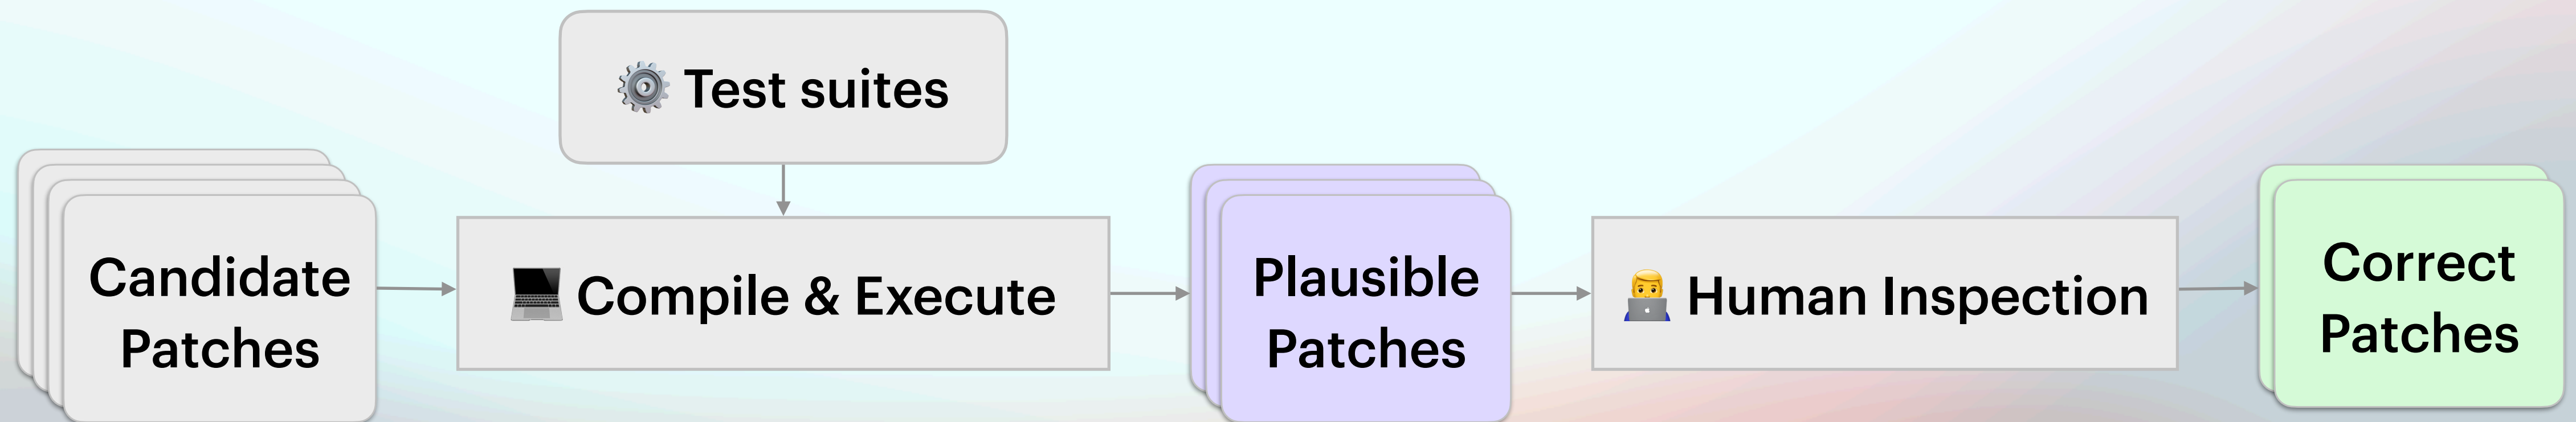 Test suites
Candidate
Patches
Compile & Execute
Plausible
Patches
Human Inspection
Correct
Patches